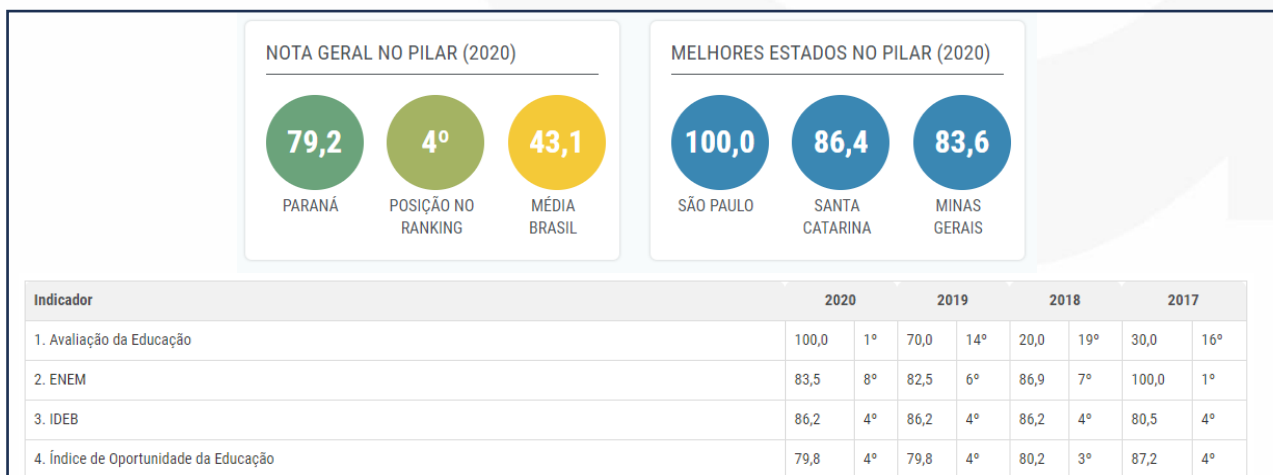 NOTA GERAL NO PILAR (2020)
79,2 4º 43,1
PARANÁ POSIÇÃO NO RANKING MÉDIA BRASIL
MELHORES ESTADOS NO PILAR (2020)
100,0 86,4 83,6
SÃO PAULO SANTA CATARINA MINAS GERAIS
Indicador 2020 2019 2018 2017
1. Avaliação da Educação 100,0 1º 70,0 14º 20,0 19º 30,0 16º
2. ENEM 83,5 8º 82,5 6º 86,9 7º 100,0 1º
3. IDEB 86,2 4º 86,2 4º 86,2 4º 80,5 4º
4. Índice de Oportunidade da Educação 79,8 4º 79,8 4º 80,2 3º 87,2 4º